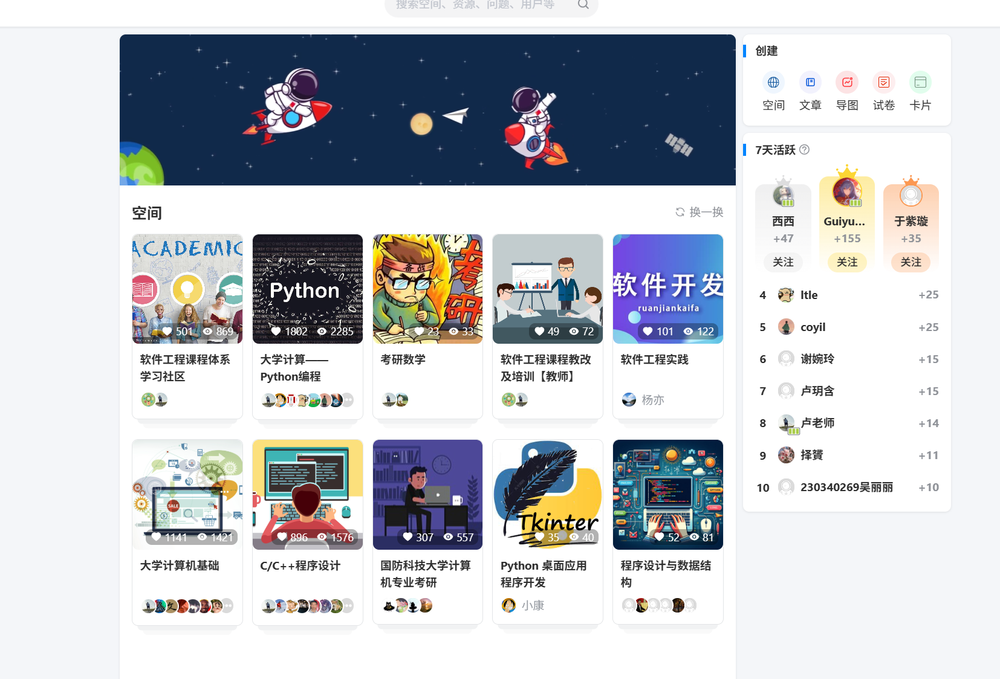 搜索空间、资源、问题、用户等
创建
空间 文章 导图 试卷 卡片
7天活跃
西西 Guiyu... 于紫璇
+47 +155 +35
关注 关注 关注
4 ltle +25
5 coyil +25
6 谢婉玲 +15
7 卢玥含 +15
8 卢老师 +14
9 择贇 +11
10 230340269吴丽丽 +10
空间
换一换
ACADEMIC
501 869
软件工程课程体系
学习社区
Python
1802 2285
大学计算——
Python编程
备战
考研
23 33
考研数学
49 72
软件工程课程教改
及培训【教师】
软件开发
ruanjiankaifa
101 122
软件工程实践
杨亦
SALE
1141 1421
大学计算机基础
896 1576
C/C++程序设计
307 557
国防科技大学计算
机专业考研
Tkinter
35 40
Python 桌面应用
程序开发
小康
52 81
程序设计与数据结
构